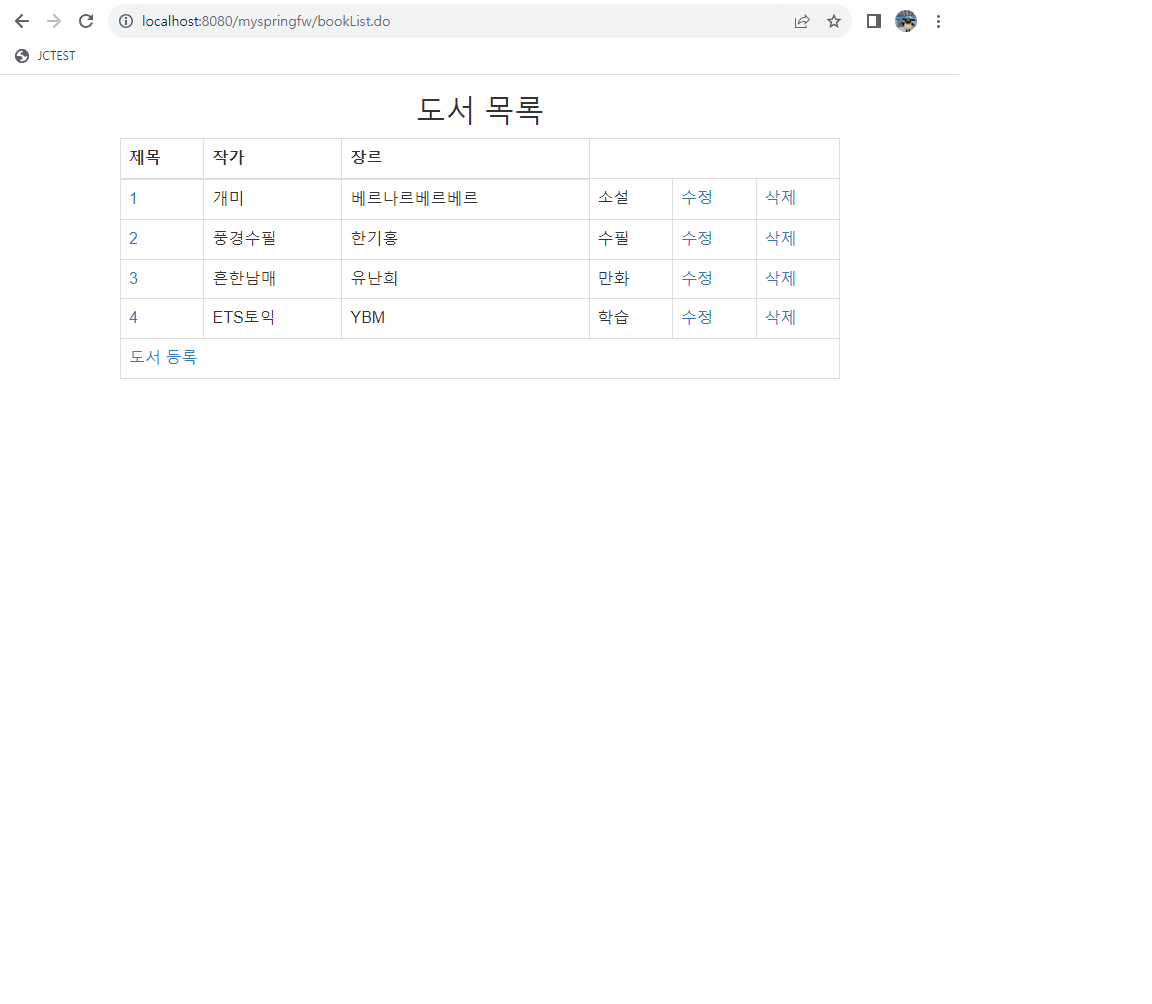 localhost:8080/myspringfw/bookList.do
JCTEST
도서 목록
제목 작가 장르
1 개미 베르나르베르베르 소설 수정 삭제
2 풍경수필 한기홍 수필 수정 삭제
3 흔한남매 유난희 만화 수정 삭제
4 ETS토익 YBM 학습 수정 삭제
도서 등록